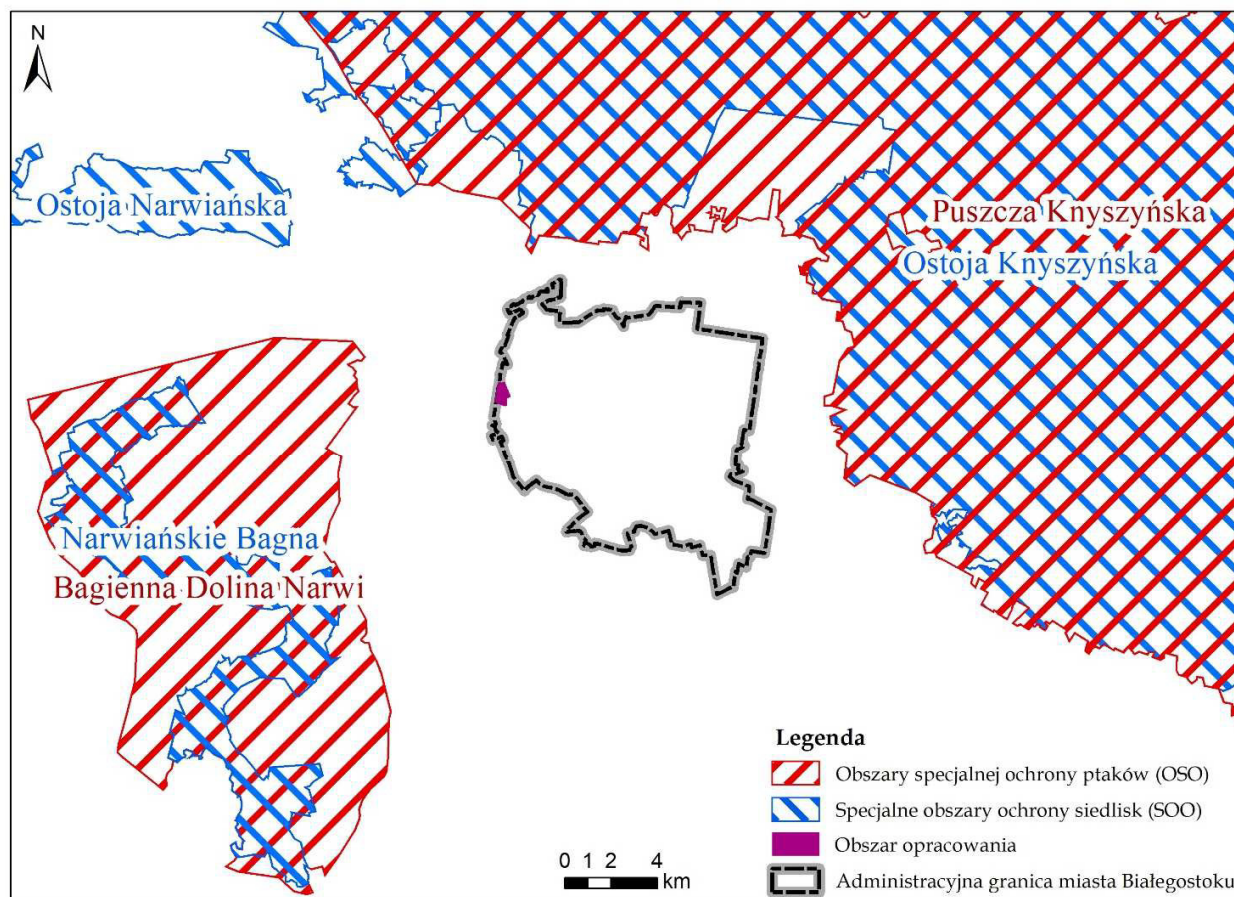 N
Ostoja Narwiańska
Puszcza Knyszyńska
Ostoja Knyszyńska
Narwiańskie Bagna
Bagienna Dolina Narwi
Legenda
Obszary specjalnej ochrony ptaków (OSO)
Specjalne obszary ochrony siedlisk (SOO)
Obszar opracowania
Administracyjna granica miasta Białegostoku
0 1 2 4
km